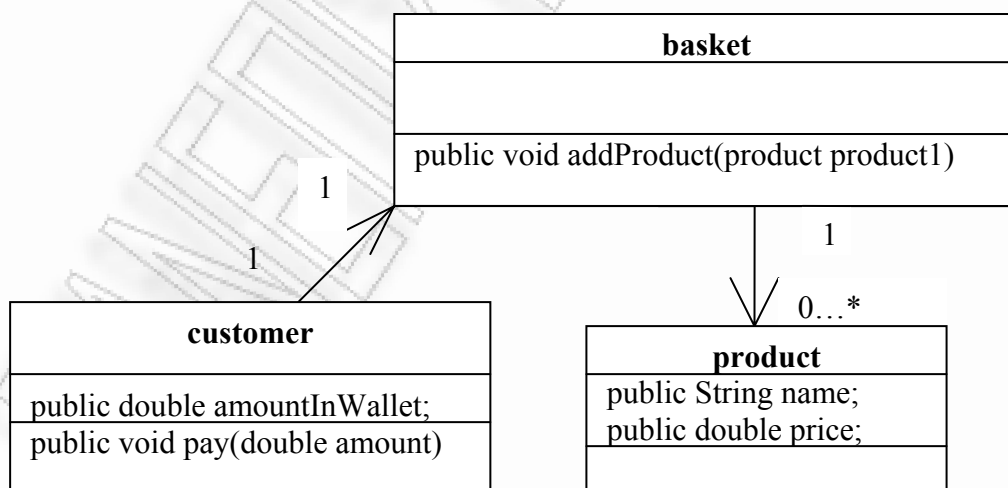 basket
public void addProduct(product product1)
1
1
1
0…*
customer
public double amountInWallet;
public void pay(double amount)
product
public String name;
public double price;